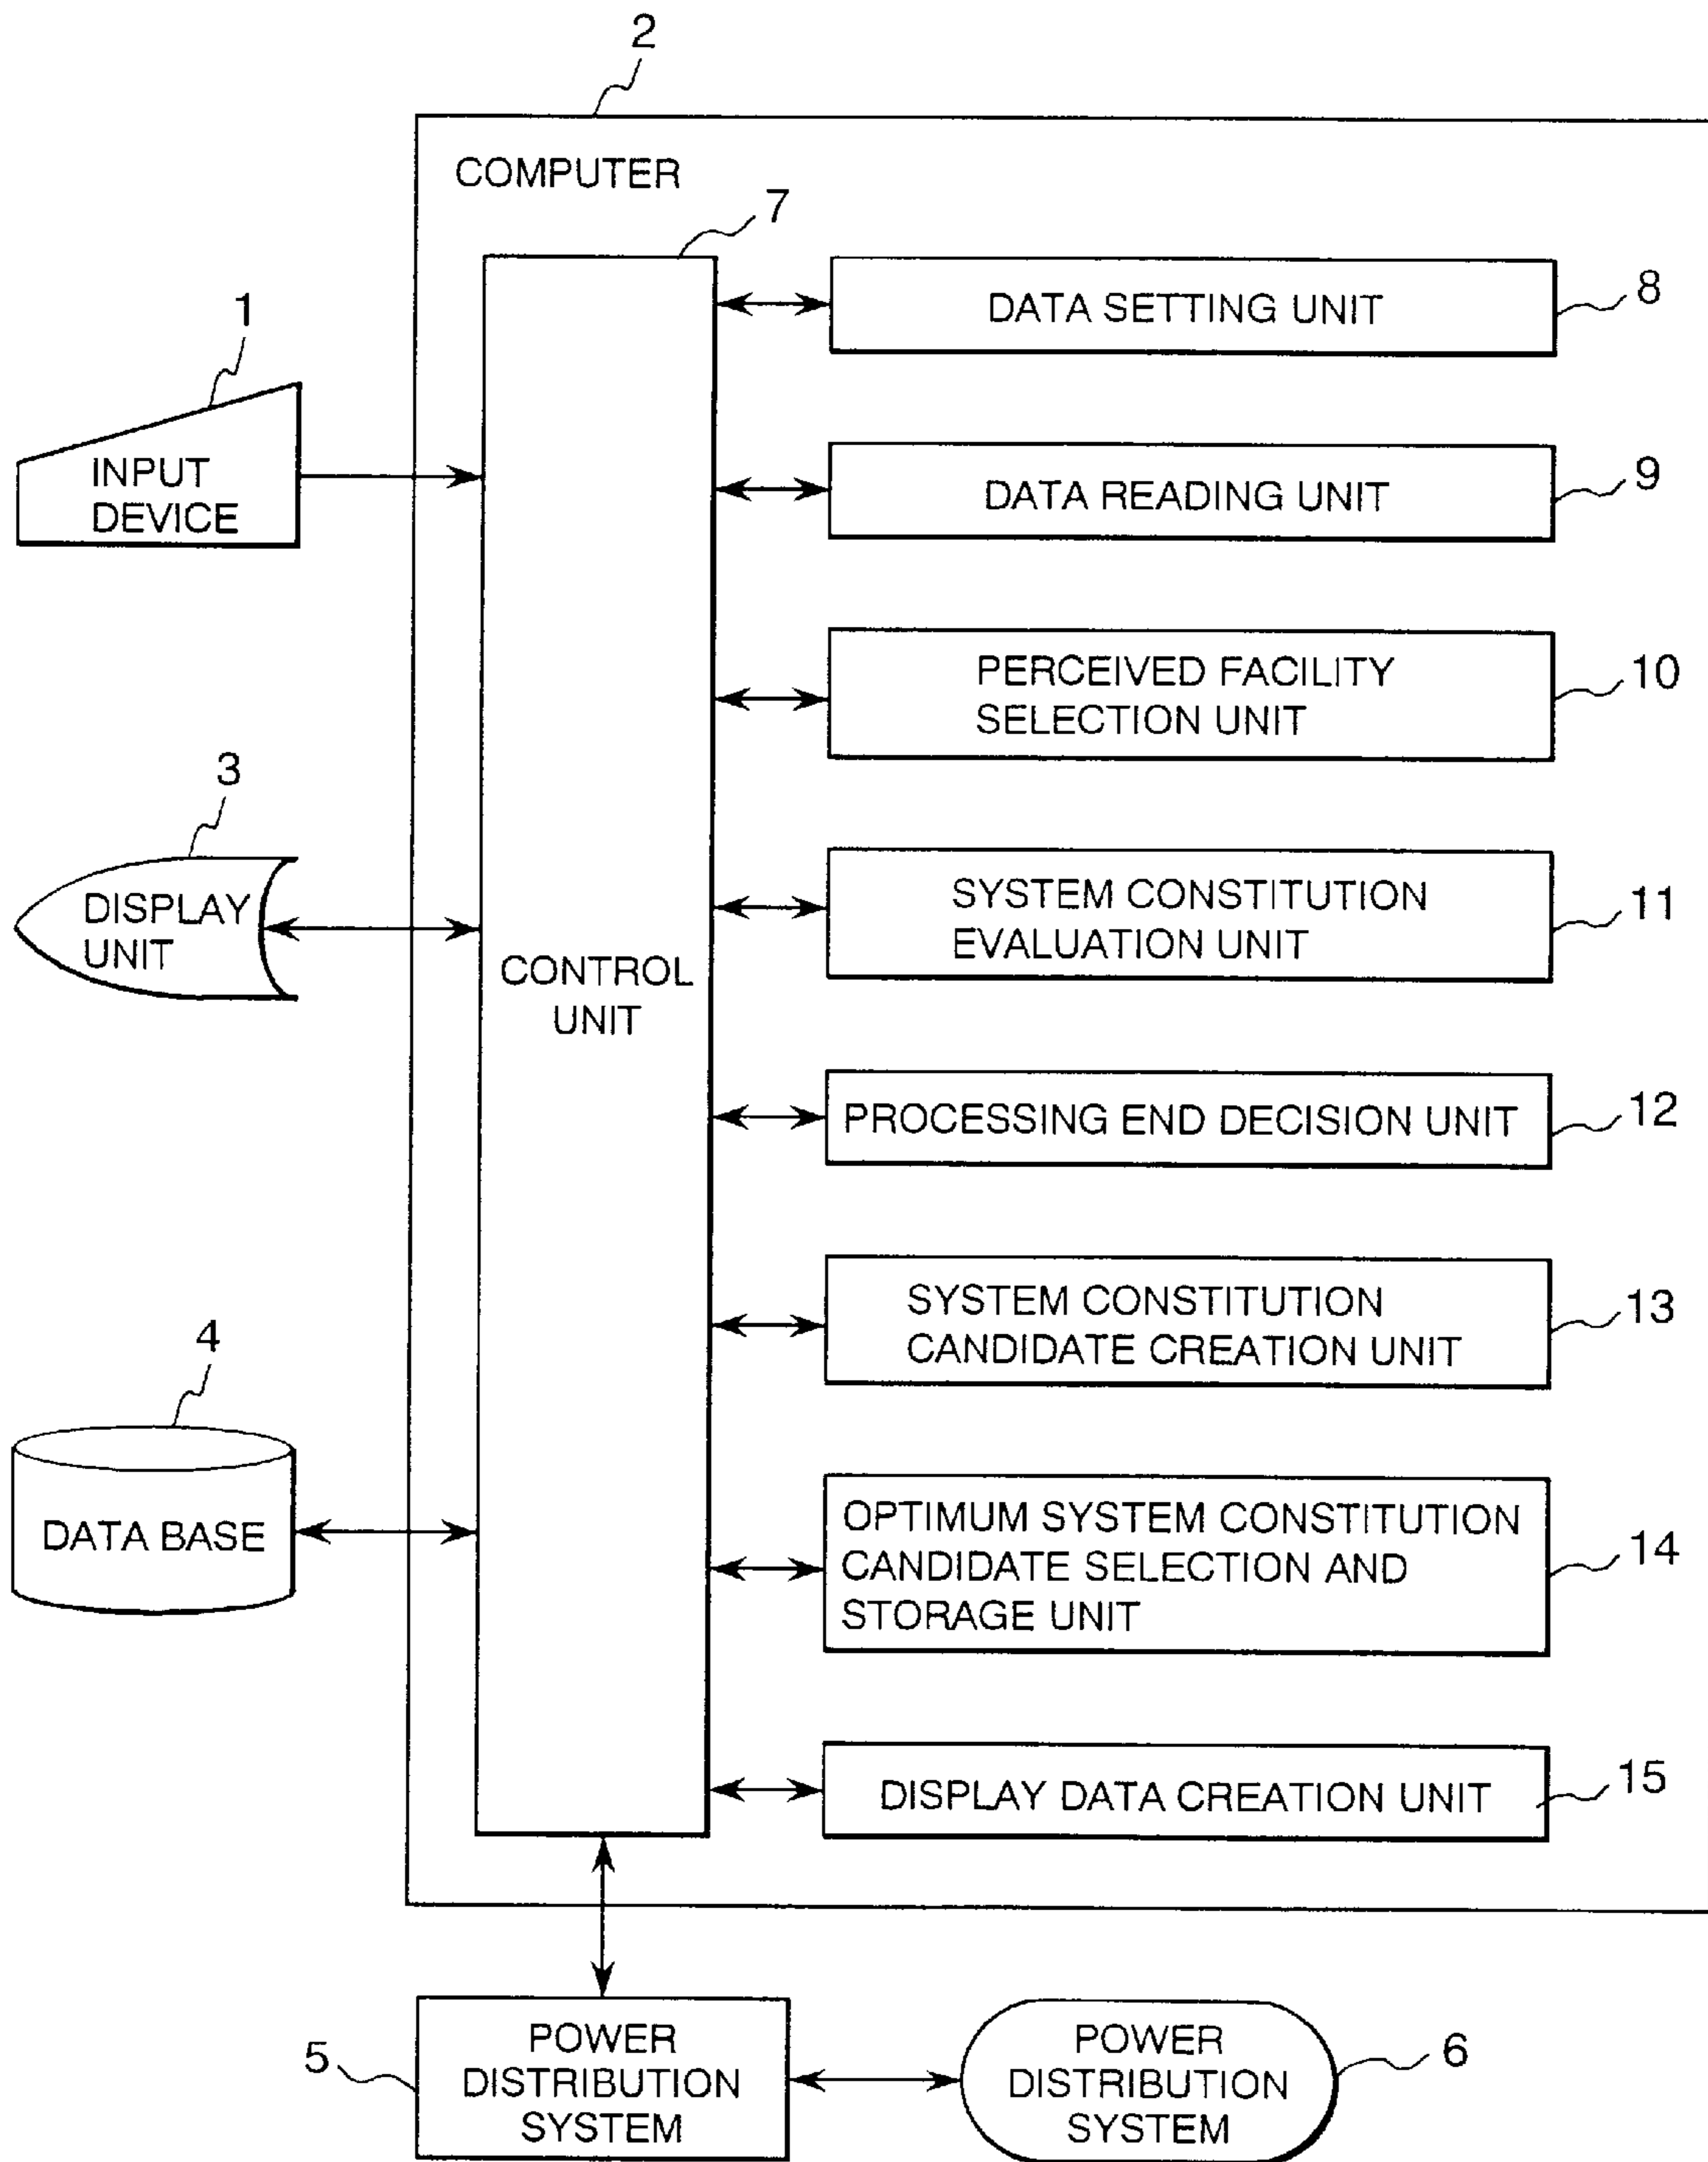 2
COMPUTER
7
1
INPUT
DEVICE
3
DISPLAY
UNIT
4
DATA BASE
CONTROL
UNIT
DATA SETTING UNIT
8
DATA READING UNIT
9
PERCEIVED FACILITY
SELECTION UNIT
10
SYSTEM CONSTITUTION
EVALUATION UNIT
11
PROCESSING END DECISION UNIT
12
SYSTEM CONSTITUTION
CANDIDATE CREATION UNIT
13
OPTIMUM SYSTEM CONSTITUTION
CANDIDATE SELECTION AND
STORAGE UNIT
14
DISPLAY DATA CREATION UNIT
15
5
POWER
DISTRIBUTION
SYSTEM
POWER
DISTRIBUTION
SYSTEM
6